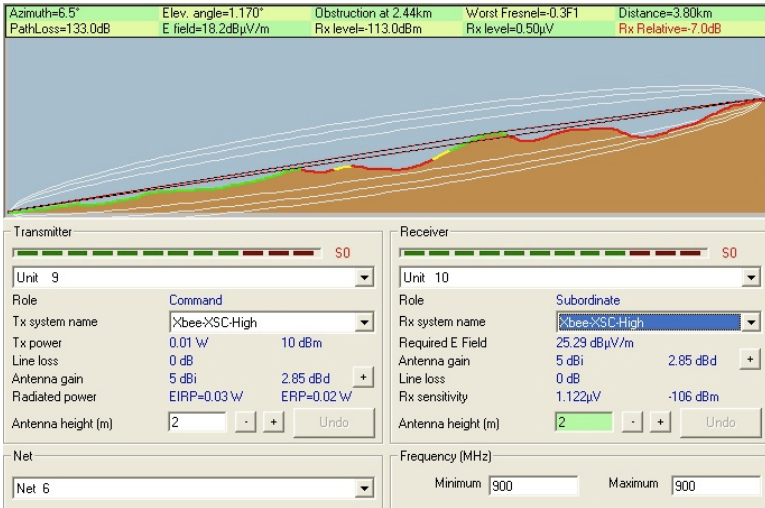 Azimuth=6.5° Elev. angle=1.170° Obstruction at 2.44km Worst Fresnel=-0.3F1 Distance=3.80km
PathLoss=133.0dB E field=18.2dBµV/m Rx level=-113.0dBm Rx level=0.50µV Rx Relative=-7.0dB
Transmitter
S0
Unit 9
Role Command
Tx system name Xbee-XSC-High
Tx power 0.01 W 10 dBm
Line loss 0 dB
Antenna gain 5 dBi 2.85 dBd +
Radiated power EIRP=0.03 W ERP=0.02 W
Antenna height (m) 2 - + Undo
Net
Net 6
Receiver
S0
Unit 10
Role Subordinate
Rx system name Xbee-XSC-High
Required E Field 25.29 dBµV/m
Antenna gain 5 dBi 2.85 dBd +
Line loss 0 dB
Rx sensitivity 1.122µV -106 dBm
Antenna height (m) 2 - + Undo
Frequency (MHz)
Minimum 900 Maximum 900